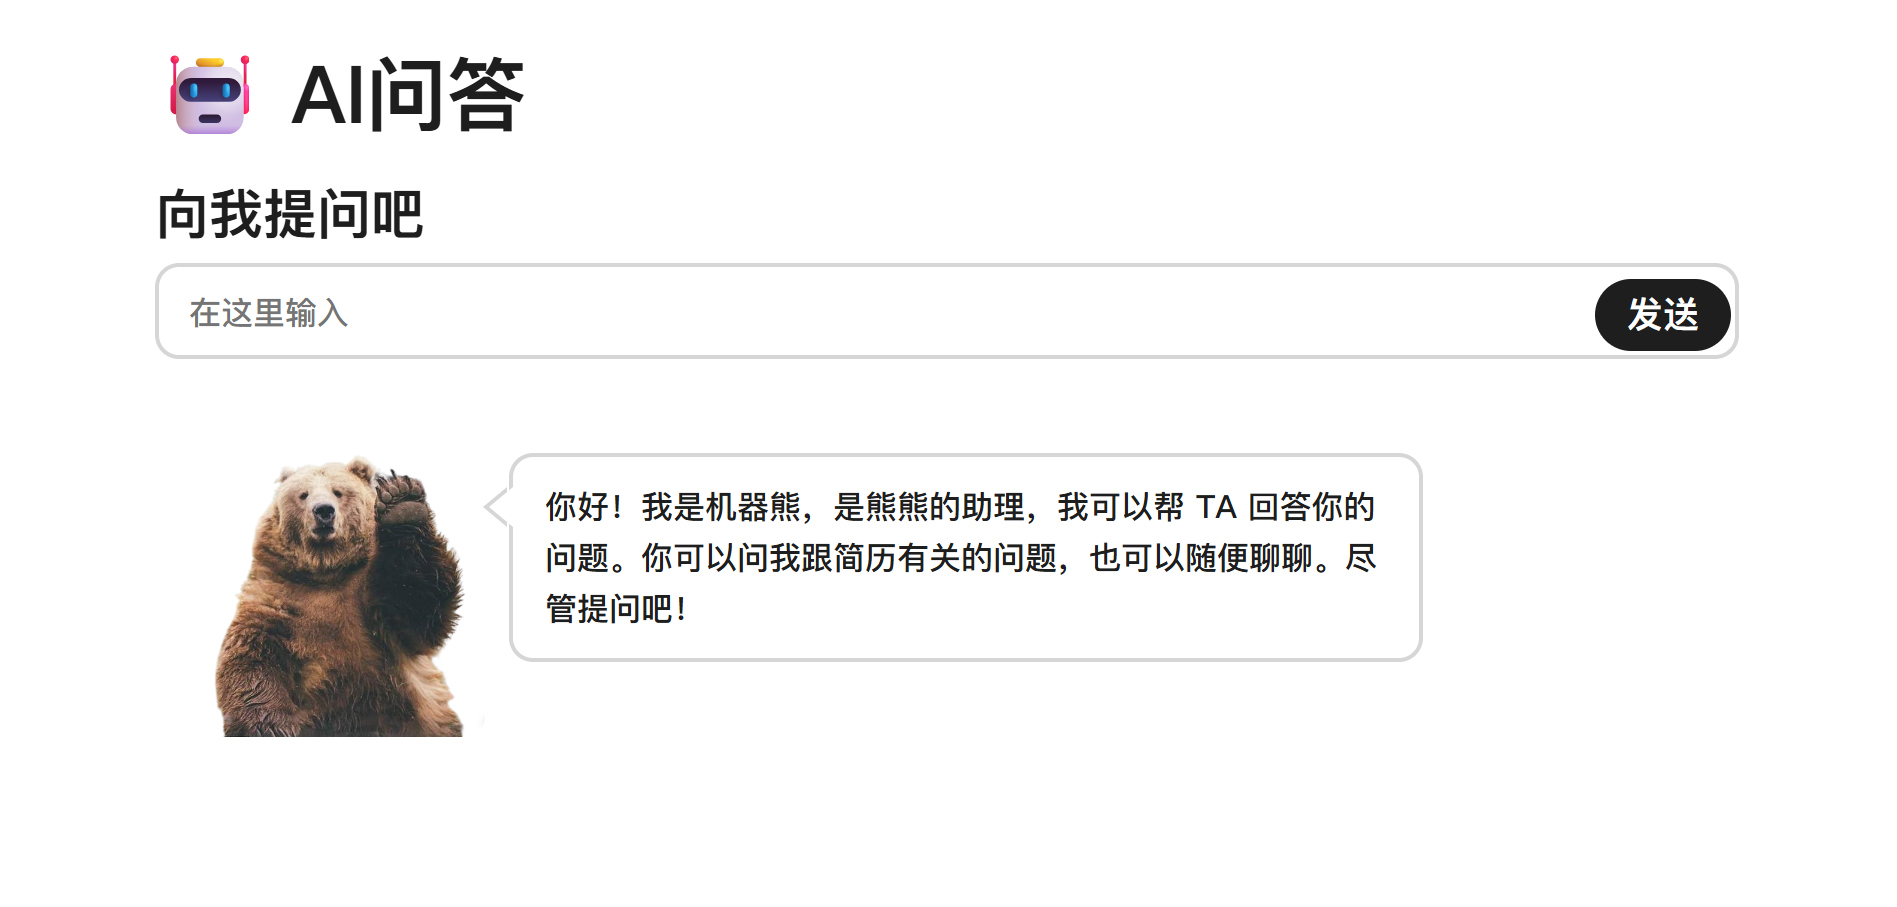 AI问答
向我提问吧
在这里输入
发送
你好！我是机器熊，是熊熊的助理，我可以帮 TA 回答你的
问题。你可以问我跟简历有关的问题，也可以随便聊聊。尽
管提问吧！